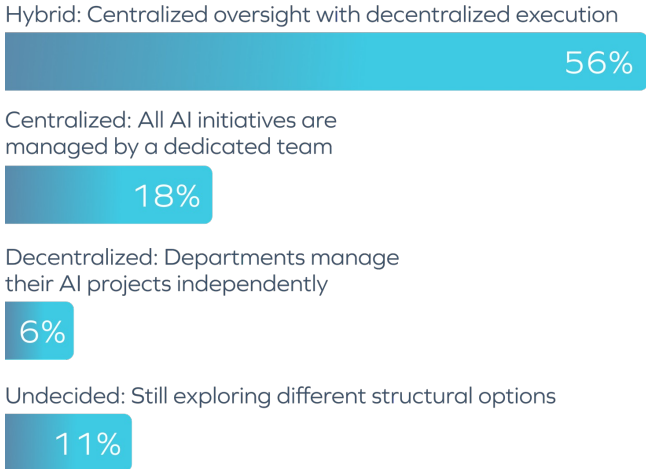 Hybrid: Centralized oversight with decentralized execution
56%
Centralized: All AI initiatives are
managed by a dedicated team
18%
Decentralized: Departments manage
their AI projects independently
6%
Undecided: Still exploring different structural options
11%